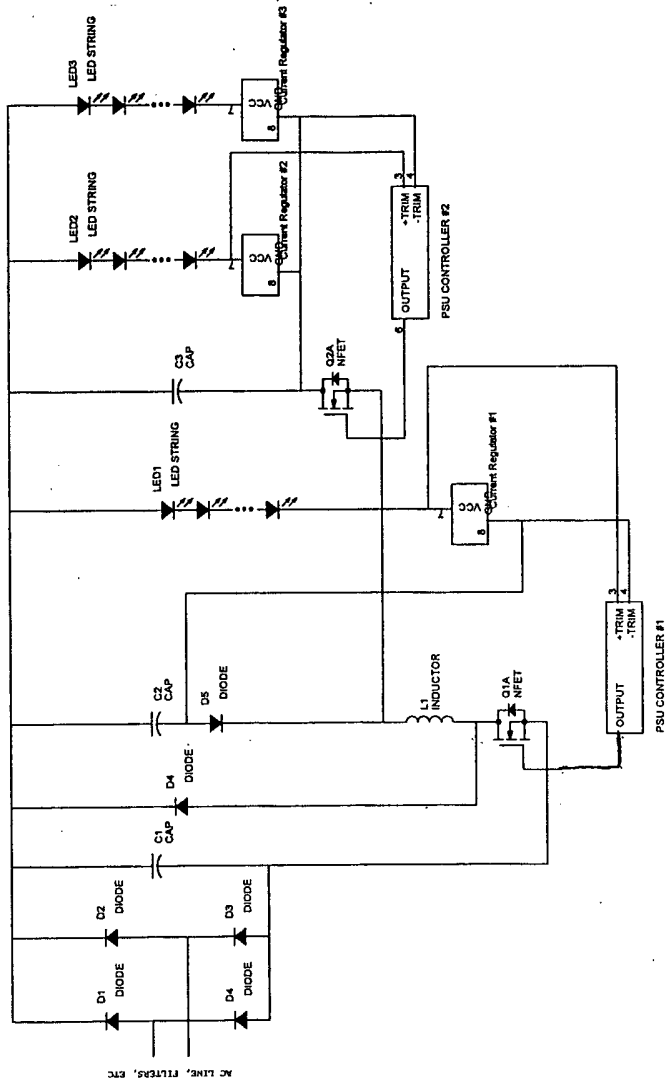 LED3
LED STRING
LED2
LED STRING
C3
CAP
LED1
LED STRING
C2
CAP
D4
DIODE
C1
CAP
D2
DIODE
D1
DIODE
D3
DIODE
D4
DIODE
D5
DIODE
L1
INDUCTOR
Q1A
NFET
Q2A
NFET
7
VCC
GND
8
Current Regulator #3
7
VCC
GND
8
Current Regulator #2
7
VCC
GND
8
Current Regulator #1
3
+TRIM
4
-TRIM
OUTPUT
6
PSU CONTROLLER #2
3
+TRIM
4
-TRIM
OUTPUT
PSU CONTROLLER #1
AC LINE, FILTERS, ETC